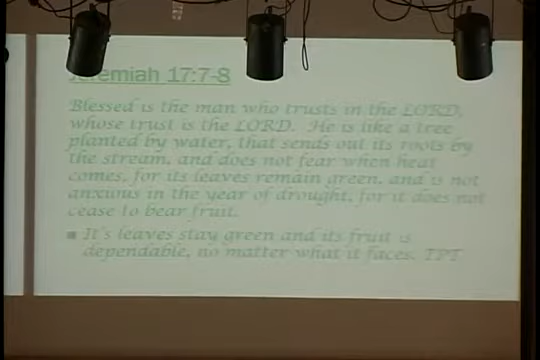 Jeremiah 17:7-8
Blessed is the man who trusts in the LORD,
whose trust is the LORD. He is like a tree
planted by water, that sends out its roots by
the stream, and does not fear when heat
comes, for its leaves remain green, and is not
anxious in the year of drought, for it does not
cease to bear fruit.
■ It's leaves stay green and its fruit is
dependable, no matter what it faces. TPT